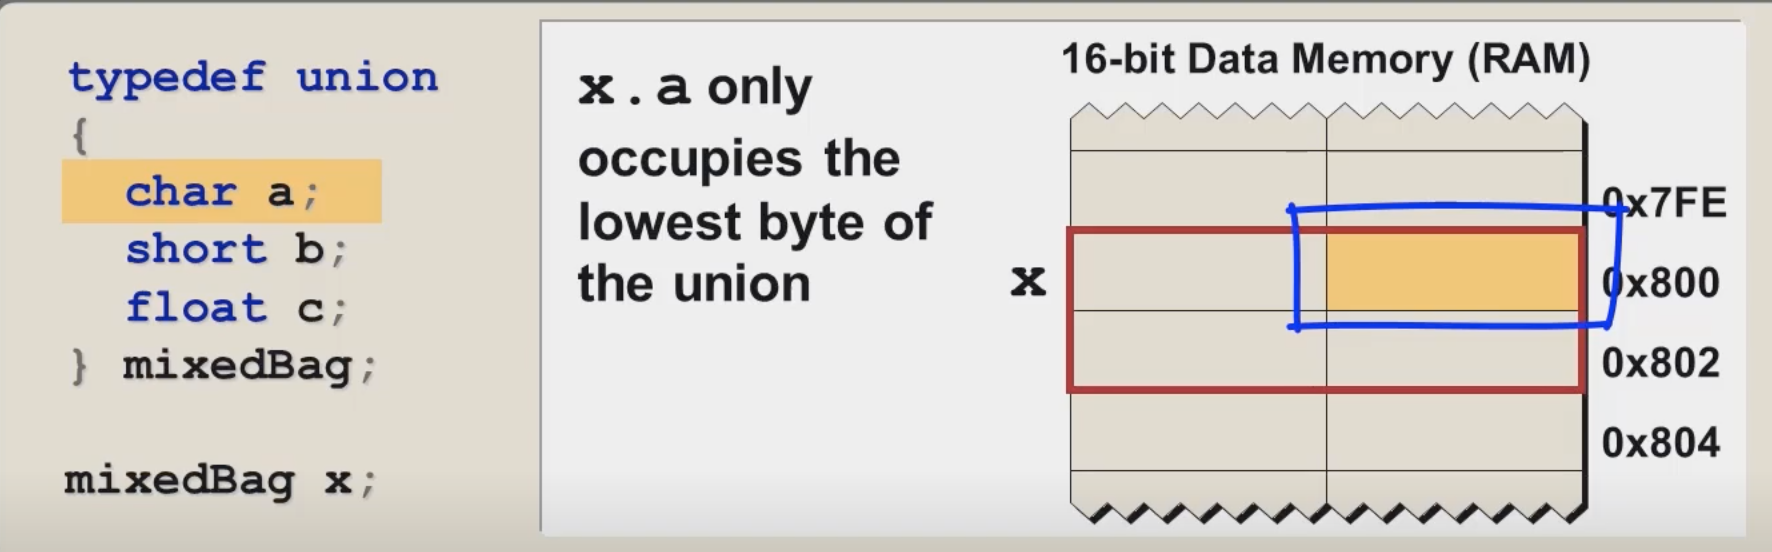 typedef union
{
char a;
short b;
float c;
} mixedBag;
mixedBag x;
x.a only
occupies the
lowest byte of
the union
16-bit Data Memory (RAM)
x
0x7FE
0x800
0x802
0x804